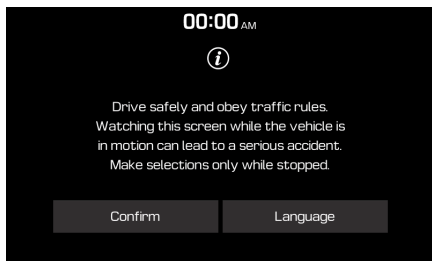 00:00 AM
i
Drive safely and obey traffic rules.
Watching this screen while the vehicle is
in motion can lead to a serious accident.
Make selections only while stopped.
Confirm Language